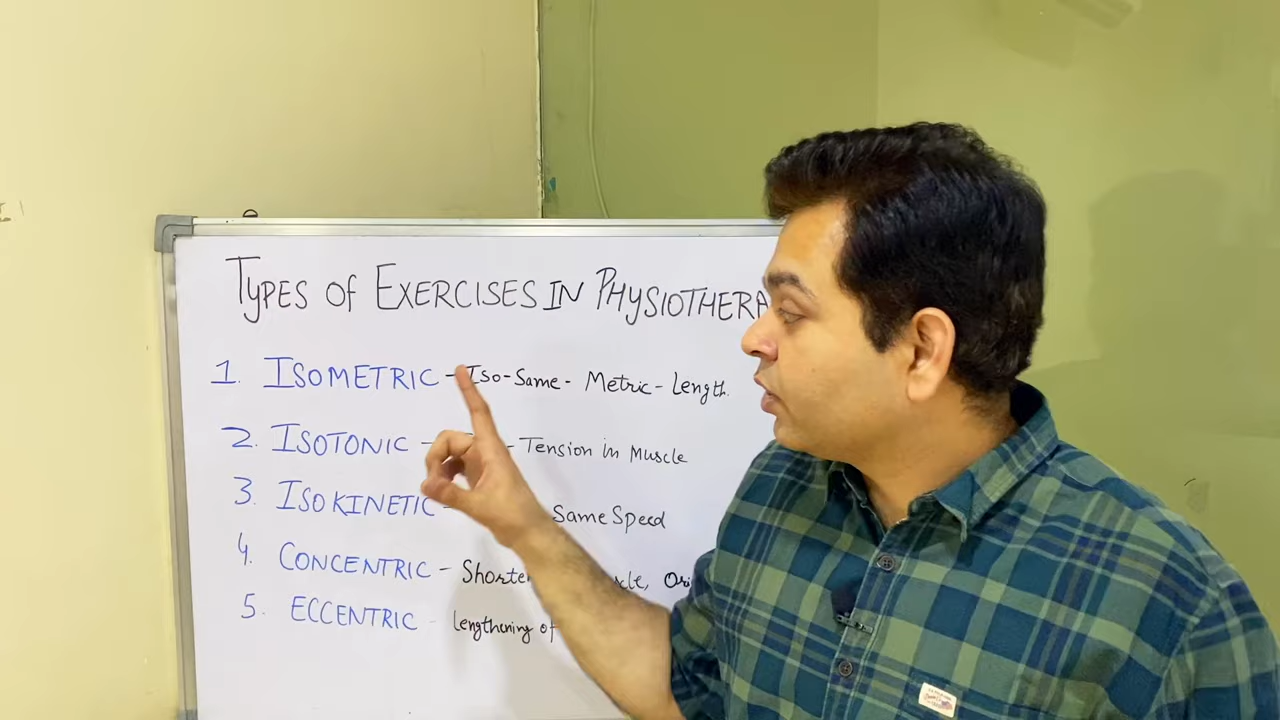 TYPES OF EXERCISES IN PHYSIOTHERA
1. ISOMETRIC - Iso-Same- Metric-Length.
2. ISOTONIC - - Tension in Muscle
3. ISOKINETIC - Same Speed
4. CONCENTRIC -
5. ECCENTRIC - lengthening of